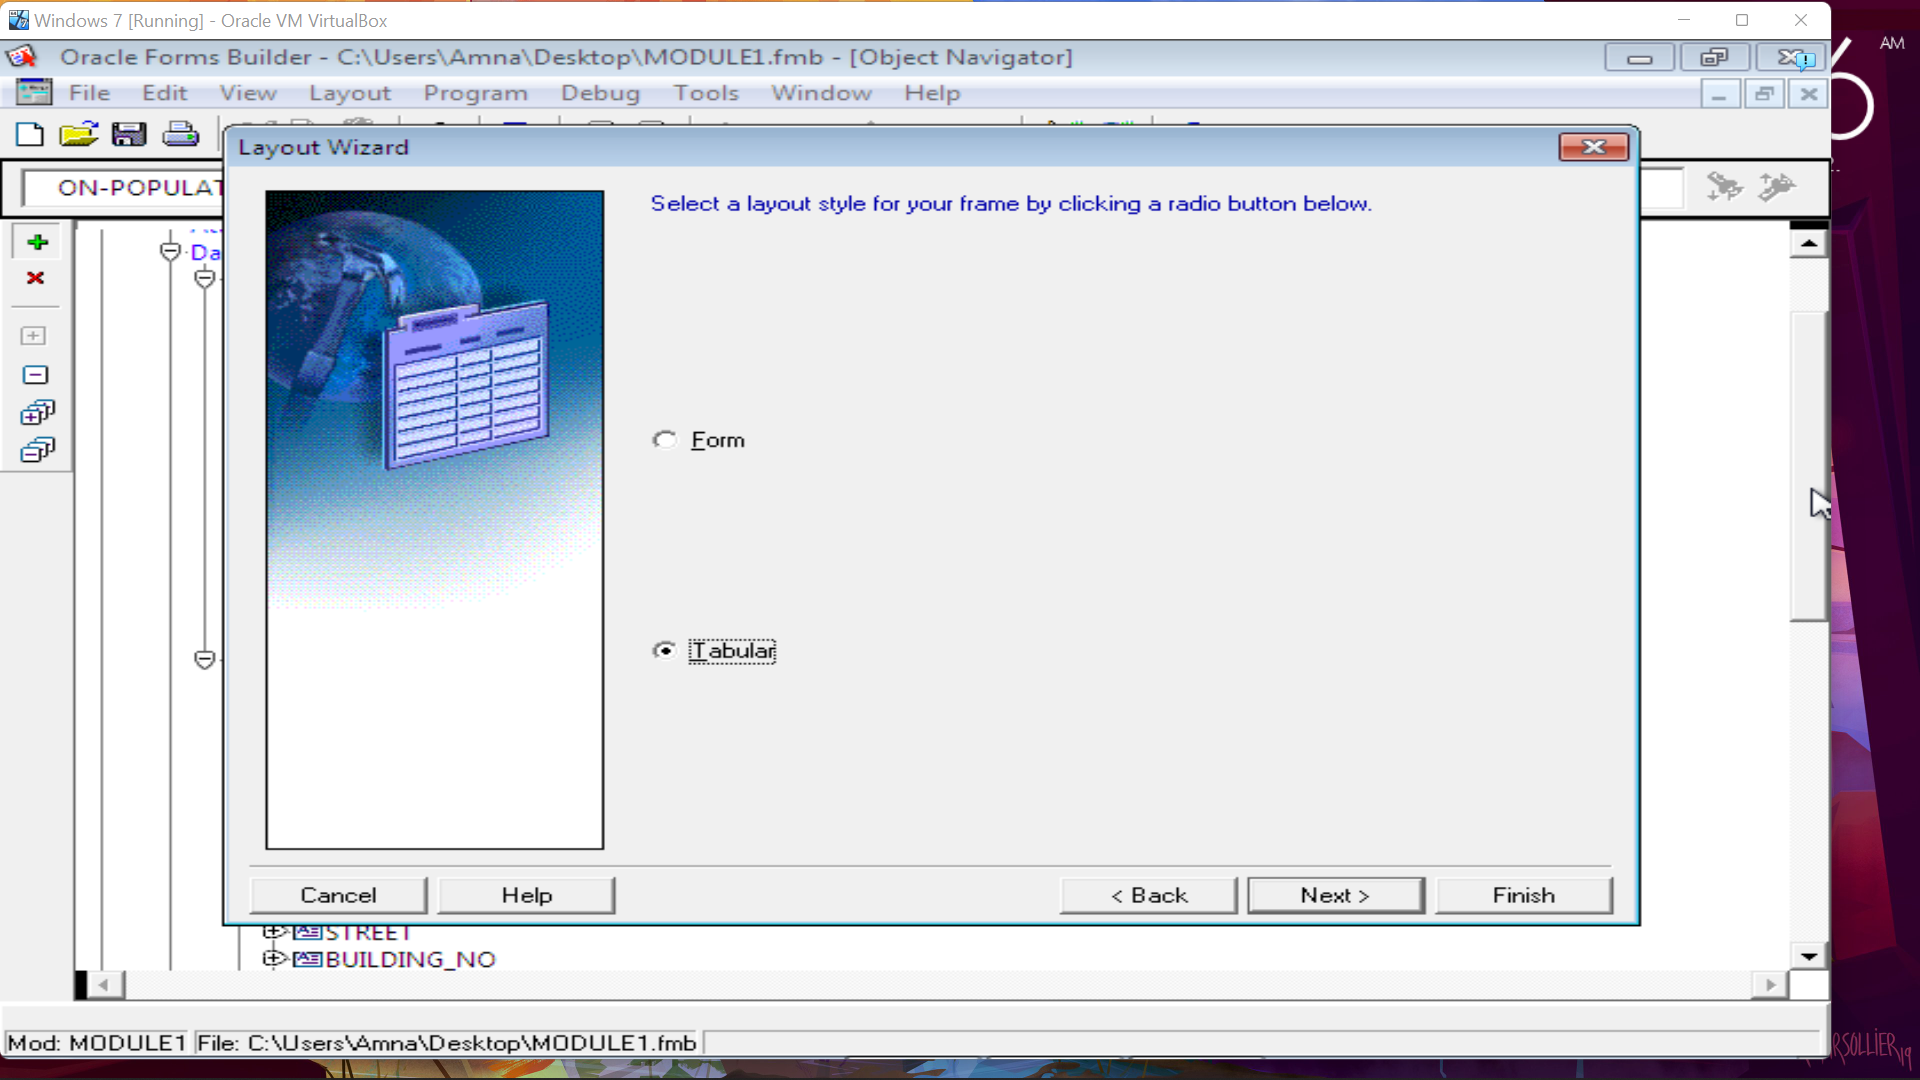 Windows 7 [Running] - Oracle VM VirtualBox
AM
Oracle Forms Builder - C:\Users\Amna\Desktop\MODULE1.fmb - [Object Navigator]
File Edit View Layout Program Debug Tools Window Help
Layout Wizard
ON-POPULAT
Select a layout style for your frame by clicking a radio button below.
Da
Form
Tabular
Cancel Help < Back Next > Finish
STREET
BUILDING_NO
Mod: MODULE1 File: C:\Users\Amna\Desktop\MODULE1.fmb